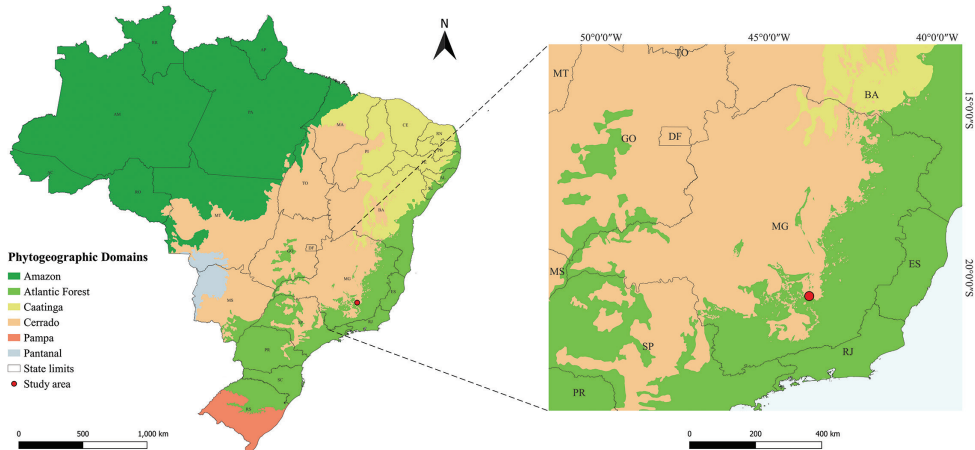 N
AM
PA
MA
CE
RN
PI
TO
BA
MT
DF
MG
MS
ES
SP
RJ
PR
SC
RS
Phytogeographic Domains
Amazon
Atlantic Forest
Caatinga
Cerrado
Pampa
Pantanal
State limits
Study area
0 500 1,000 km
50°0'0"W 45°0'0"W 40°0'0"W
TO
MT
BA
15°0'0"S
GO
DF
MG
MS
ES
20°0'0"S
SP
RJ
PR
0 200 400 km